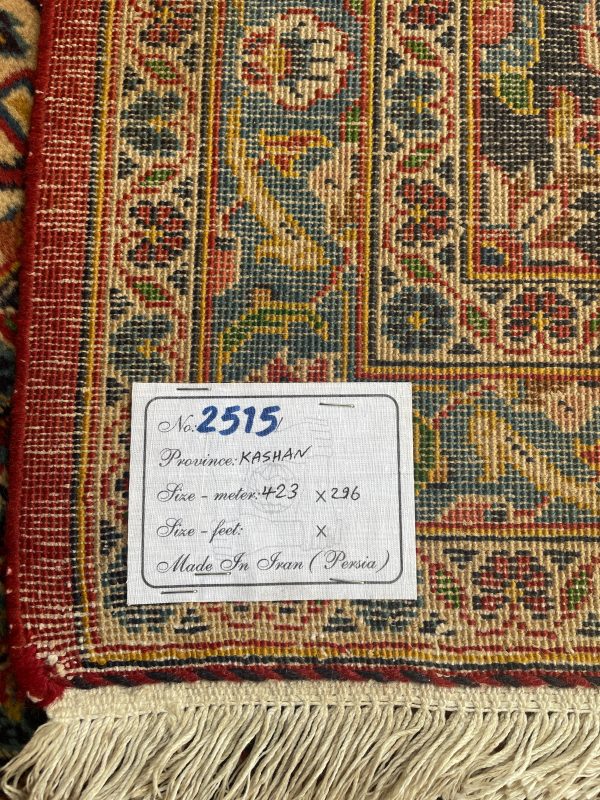 No: 2515
Province: KASHAN
Size - meter: 423 x 296
Size - feet: x
Made In Iran ( Persia )